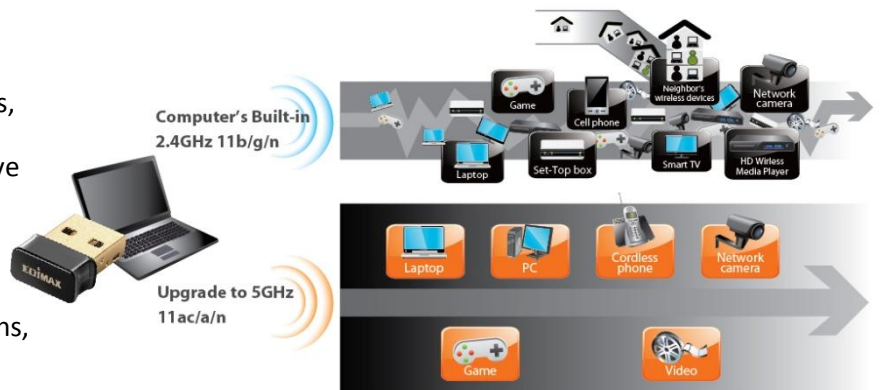 s,
ve
ns,
Computer's Built-in
2.4GHz 11b/g/n
EDIMAX
Upgrade to 5GHz
11ac/a/n
Game
Cell phone
Neighbor's
wireless devices
Network
camera
Laptop
Set-Top box
Smart TV
HD Wirless
Media Player
Laptop
PC
Cordless
phone
Network
camera
Game
Video